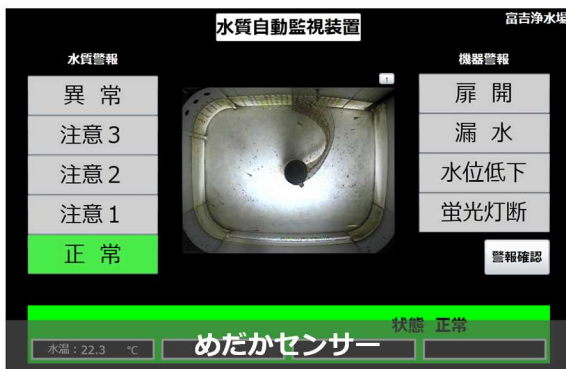 水質自動監視装置
富吉浄水場
水質警報
異 常
注意3
注意2
注意1
正 常
↑
機器警報
扉 開
漏 水
水位低下
蛍光灯断
警報確認
状態 正常
水温：22.3 ℃
めだかセンサー